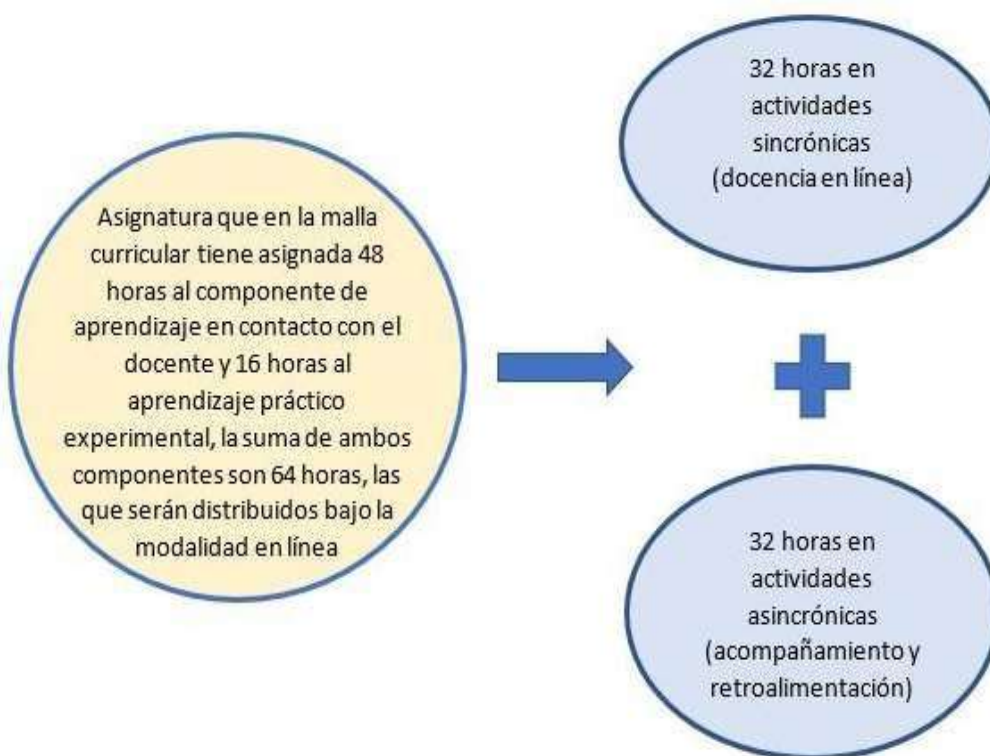 Asignatura que en la malla
curricular tiene asignada 48
horas al componente de
aprendizaje en contacto con el
docente y 16 horas al
aprendizaje práctico
experimental, la suma de ambos
componentes son 64 horas, las
que serán distribuidos bajo la
modalidad en línea
32 horas en
actividades
sincrónicas
(docencia en línea)
32 horas en
actividades
asincrónicas
(acompañamiento y
retroalimentación)